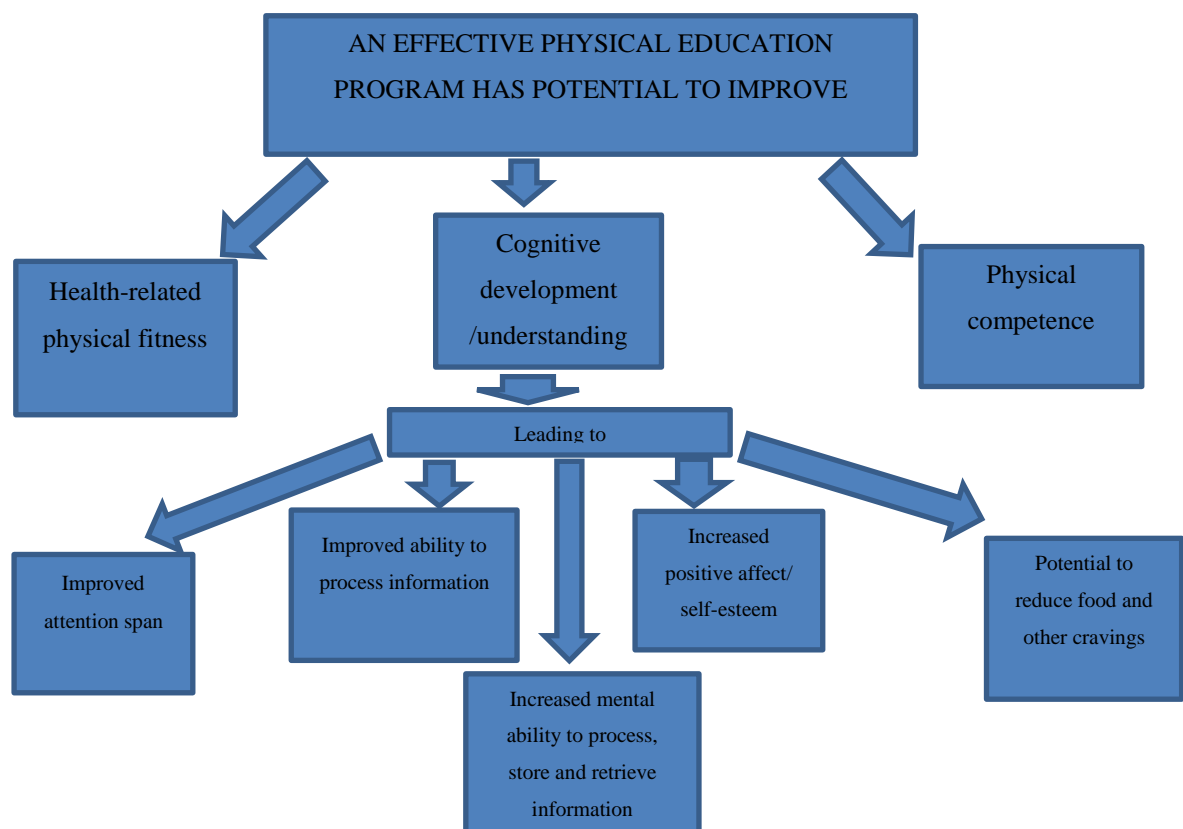 AN EFFECTIVE PHYSICAL EDUCATION
PROGRAM HAS POTENTIAL TO IMPROVE
Health-related
physical fitness
Cognitive
development
/understanding
Physical
competence
Leading to
Improved
attention span
Improved ability to
process information
Increased mental
ability to process,
store and retrieve
information
Increased
positive affect/
self-esteem
Potential to
reduce food and
other cravings